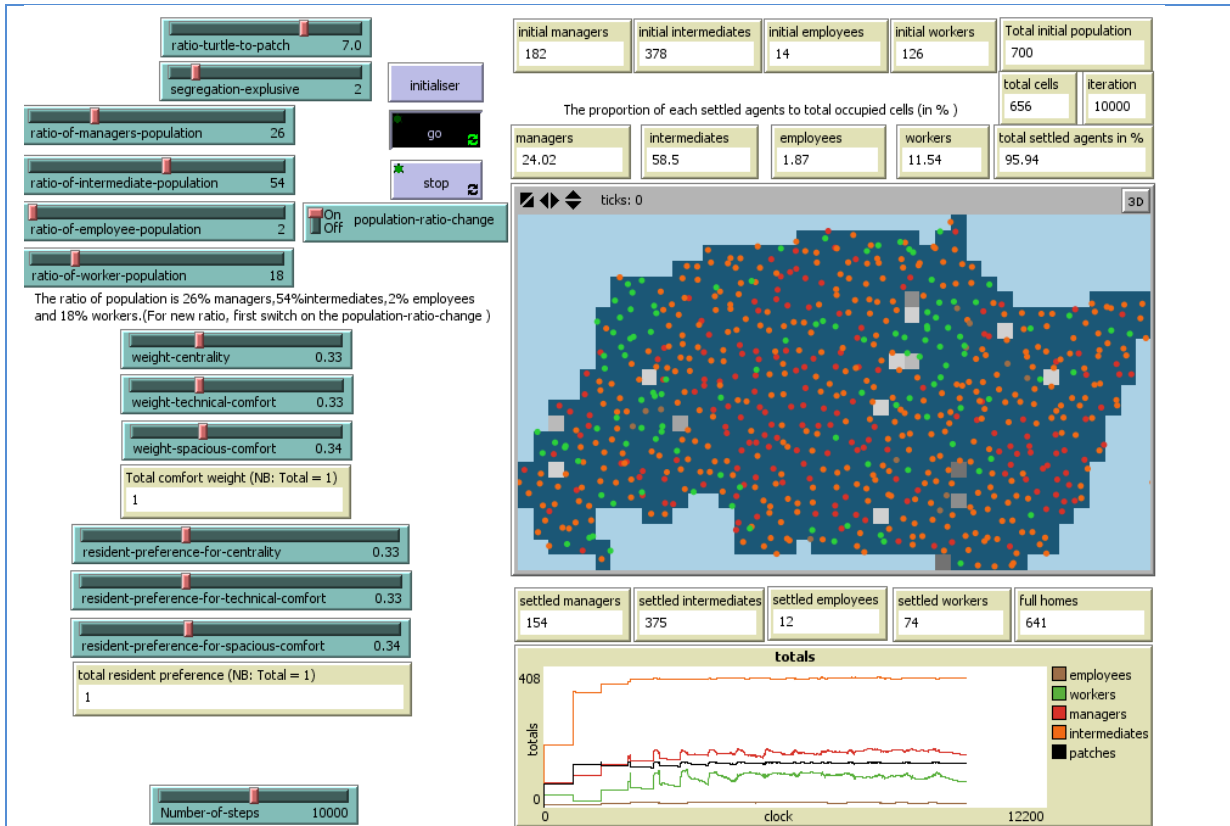 ratio-turtle-to-patch 7.0
segregation-explusive 2
initialiser
ratio-of-managers-population 26
go
ratio-of-intermediate-population 54
stop
ratio-of-employee-population 2
On
Off
population-ratio-change
ratio-of-worker-population 18
The ratio of population is 26% managers,54%intermediates,2% employees
and 18% workers.(For new ratio, first switch on the population-ratio-change )
weight-centrality 0.33
weight-technical-comfort 0.33
weight-spacious-comfort 0.34
Total comfort weight (NB: Total = 1)
1
resident-preference-for-centrality 0.33
resident-preference-for-technical-comfort 0.33
resident-preference-for-spacious-comfort 0.34
total resident preference (NB: Total = 1)
1
Number-of-steps 10000
initial managers
182
initial intermediates
378
initial employees
14
initial workers
126
Total initial population
700
total cells
656
iteration
10000
The proportion of each settled agents to total occupied cells (in % )
managers
24.02
intermediates
58.5
employees
1.87
workers
11.54
total settled agents in %
95.94
ticks: 0
3D
settled managers
154
settled intermediates
375
settled employees
12
settled workers
74
full homes
641
totals
408
totals
0
0
clock
12200
employees
workers
managers
intermediates
patches